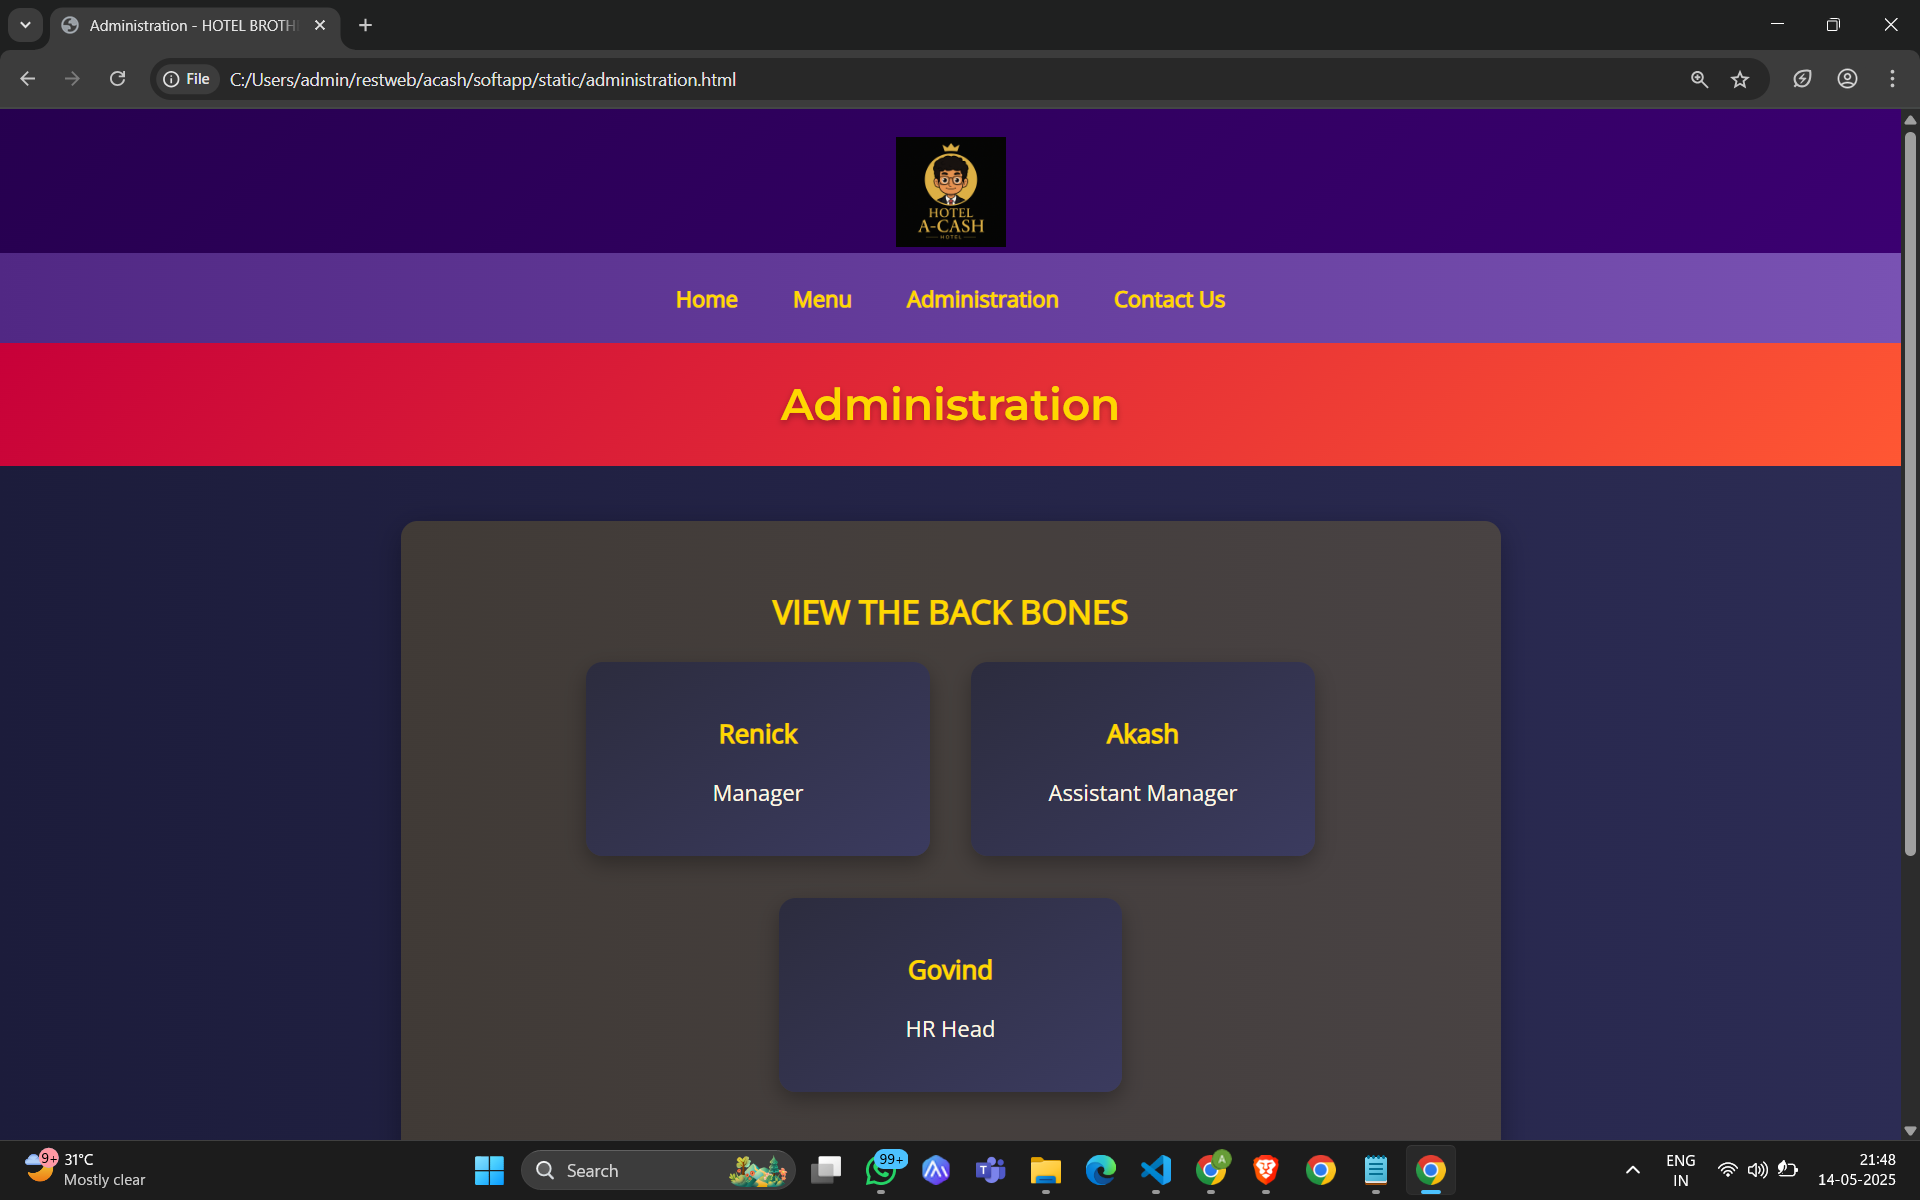 Administration - HOTEL BROTH
File
C:/Users/admin/restweb/acash/softapp/static/administration.html
HOTEL
A-CASH
HOTEL
Home Menu Administration Contact Us
Administration
VIEW THE BACK BONES
Renick
Manager
Akash
Assistant Manager
Govind
HR Head
9+
31°C
Mostly clear
Search
99+
T
A
ENG
IN
21:48
14-05-2025